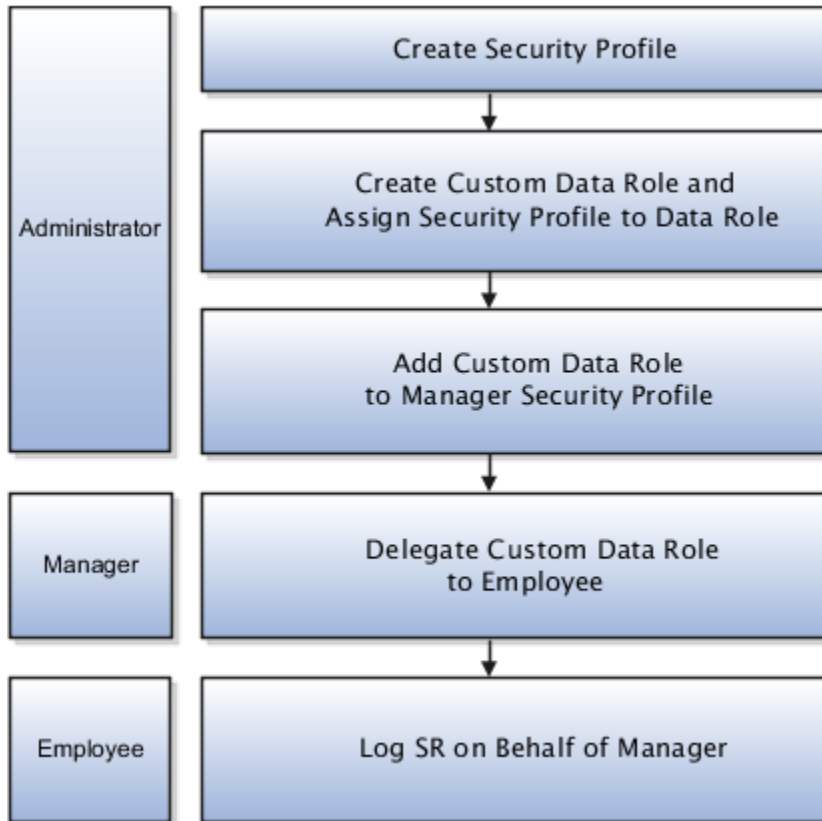 Administrator
Create Security Profile
Create Custom Data Role and
Assign Security Profile to Data Role
Add Custom Data Role
to Manager Security Profile
Manager
Delegate Custom Data Role
to Employee
Employee
Log SR on Behalf of Manager